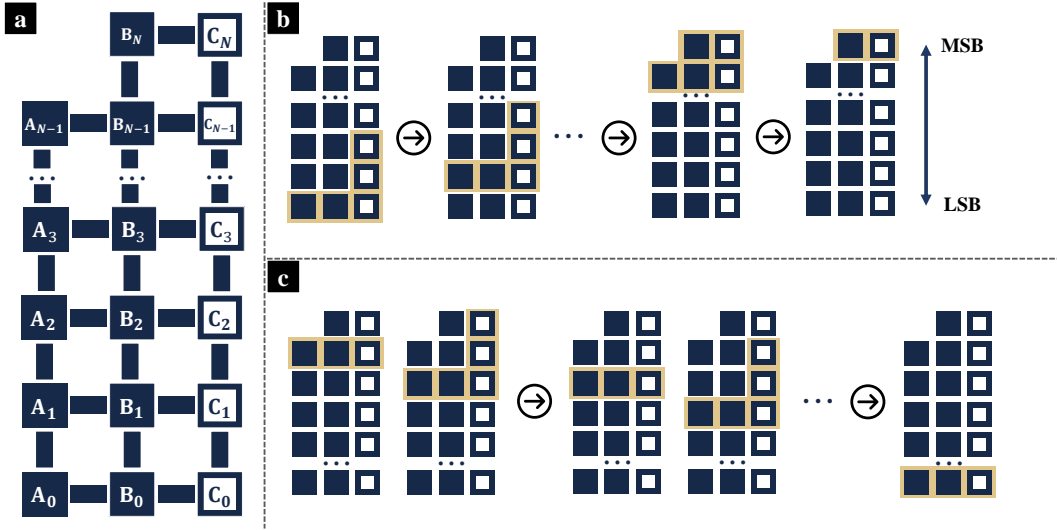 a
B_N C_N
A_{N-1} B_{N-1} C_{N-1}
... ... ...
A_3 B_3 C_3
A_2 B_2 C_2
A_1 B_1 C_1
A_0 B_0 C_0
b
MSB
... ... ... ... ...
LSB
c
...
... ... ... ... ...